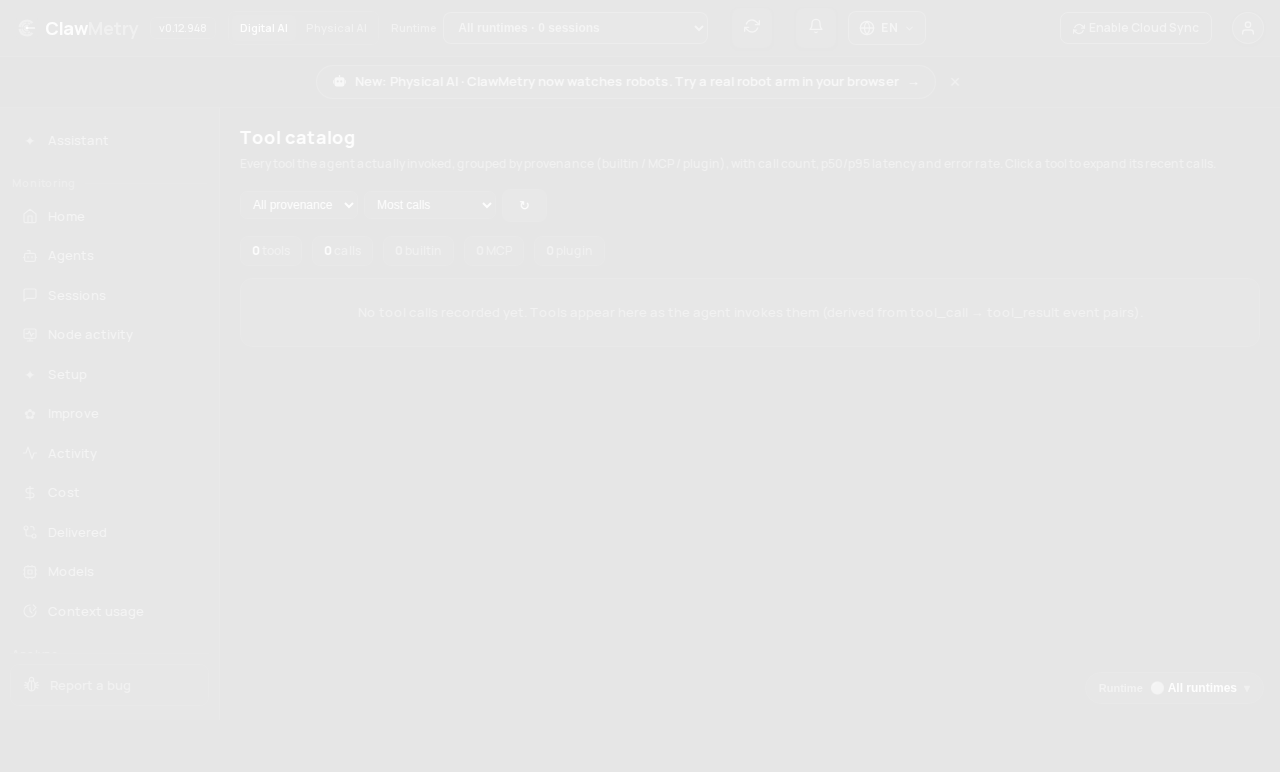 ClawMetry
v0.12.948
Digital AI
Physical AI
Runtime
All runtimes - 0 sessions
EN
Enable Cloud Sync
New: Physical AI · ClawMetry now watches robots. Try a real robot arm in your browser →
×
Assistant
Monitoring
Home
Agents
Sessions
Node activity
Setup
Improve
Activity
Cost
Delivered
Models
Context usage
Report a bug
Tool catalog
Every tool the agent actually invoked, grouped by provenance (builtin / MCP / plugin), with call count, p50/p95 latency and error rate. Click a tool to expand its recent calls.
All provenance
Most calls
↻
0 tools
0 calls
0 builtin
0 MCP
0 plugin
No tool calls recorded yet. Tools appear here as the agent invokes them (derived from tool_call → tool_result event pairs).
Runtime
All runtimes ▾